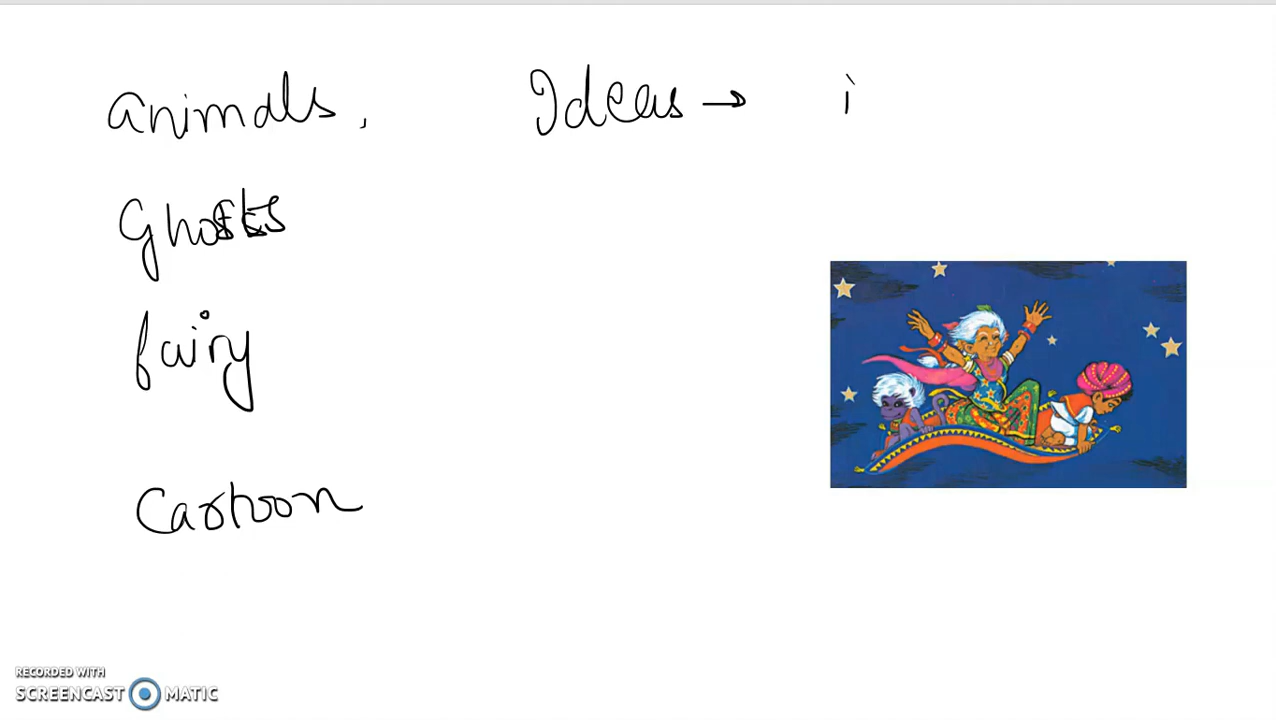 animals, Ideas → i
Ghosts
fairy
Cartoon
RECORDED WITH
SCREENCAST MATIC